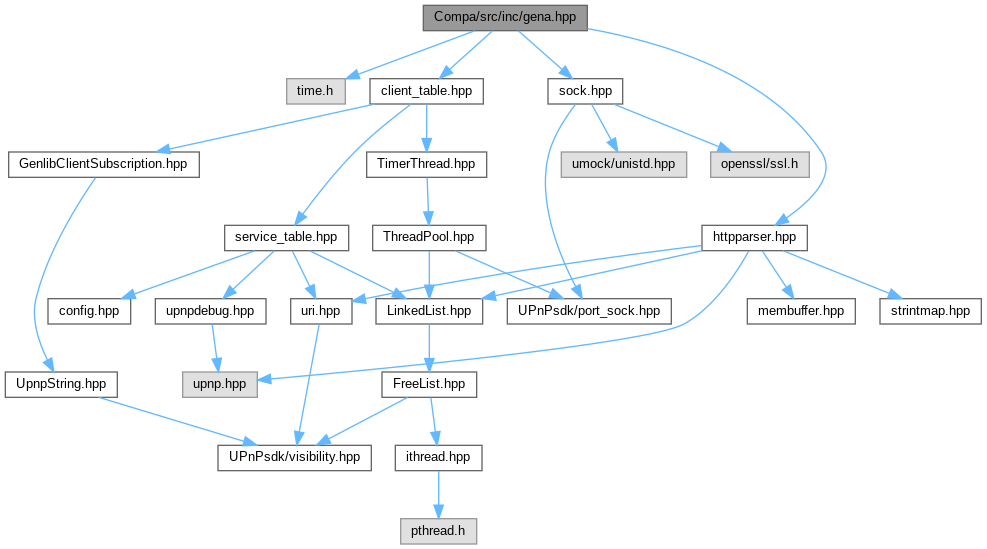 Compa/src/inc/gena.hpp
time.h
client_table.hpp
sock.hpp
GenlibClientSubscription.hpp
TimerThread.hpp
umock/unistd.hpp
openssl/ssl.h
service_table.hpp
ThreadPool.hpp
httpparser.hpp
config.hpp
upnpdebug.hpp
uri.hpp
LinkedList.hpp
UPnPsdk/port_sock.hpp
membuffer.hpp
strintmap.hpp
UpnpString.hpp
upnp.hpp
FreeList.hpp
UPnPsdk/visibility.hpp
ithread.hpp
pthread.h